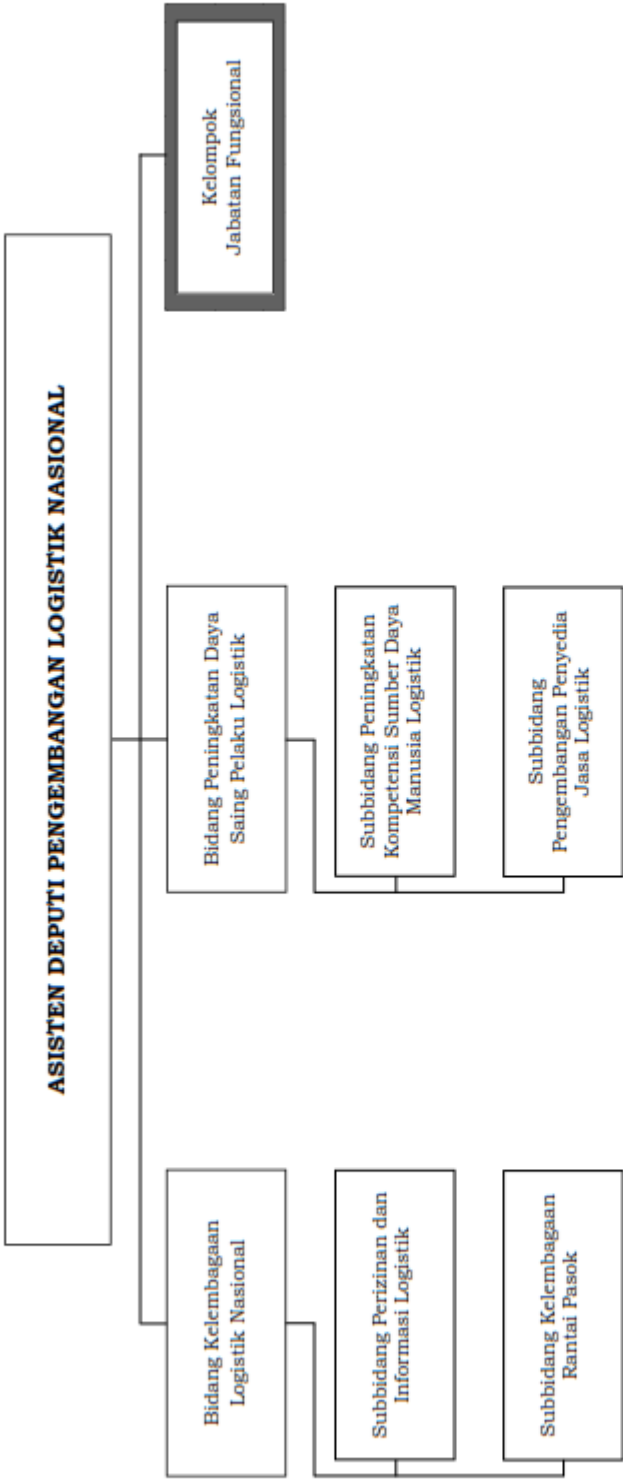 ASISTEN DEPUTI PENGEMBANGAN LOGISTIK NASIONAL
Bidang Kelembagaan
Logistik Nasional
Bidang Peningkatan Daya
Saing Pelaku Logistik
Kelompok
Jabatan Fungsional
Subbidang Perizinan dan
Informasi Logistik
Subbidang Peningkatan
Kompetensi Sumber Daya
Manusia Logistik
Subbidang Kelembagaan
Rantai Pasok
Subbidang
Pengembangan Penyedia
Jasa Logistik